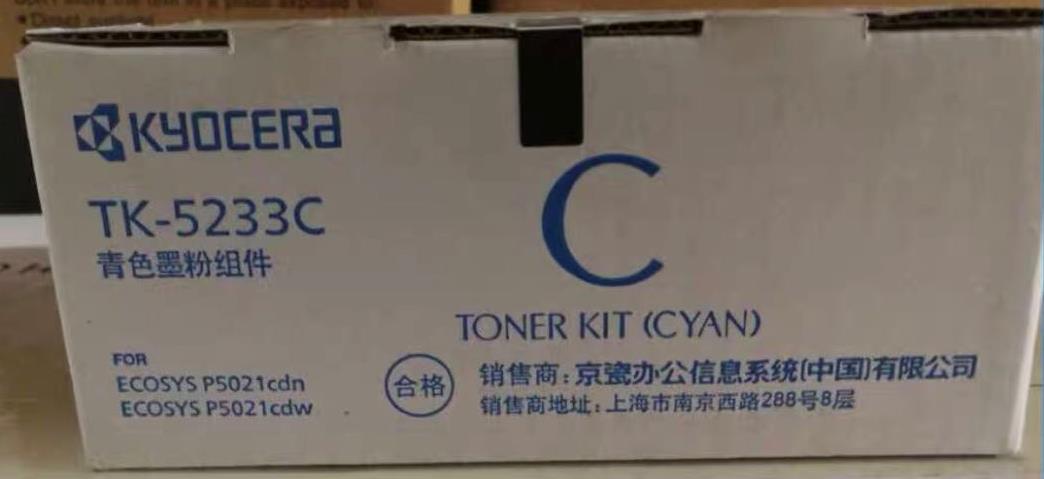 Direct sunlight
KYOCERA
TK-5233C
青色墨粉组件
C
TONER KIT (CYAN)
FOR
ECOSYS P5021cdn
ECOSYS P5021cdw
合格
销售商:京瓷办公信息系统(中国)有限公司
销售商地址:上海市南京西路288号8层